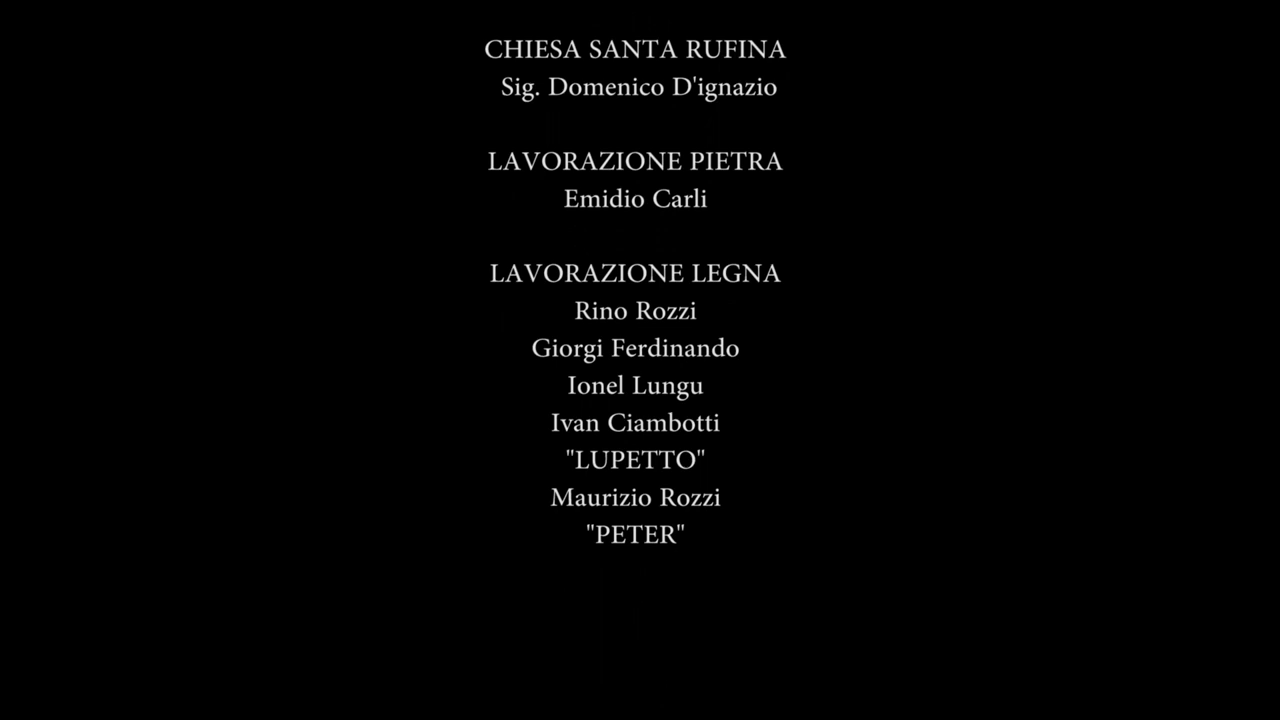 CHIESA SANTA RUFINA
Sig. Domenico D'ignazio
LAVORAZIONE PIETRA
Emidio Carli
LAVORAZIONE LEGNA
Rino Rozzi
Giorgi Ferdinando
Ionel Lungu
Ivan Ciambotti
"LUPETTO"
Maurizio Rozzi
"PETER"